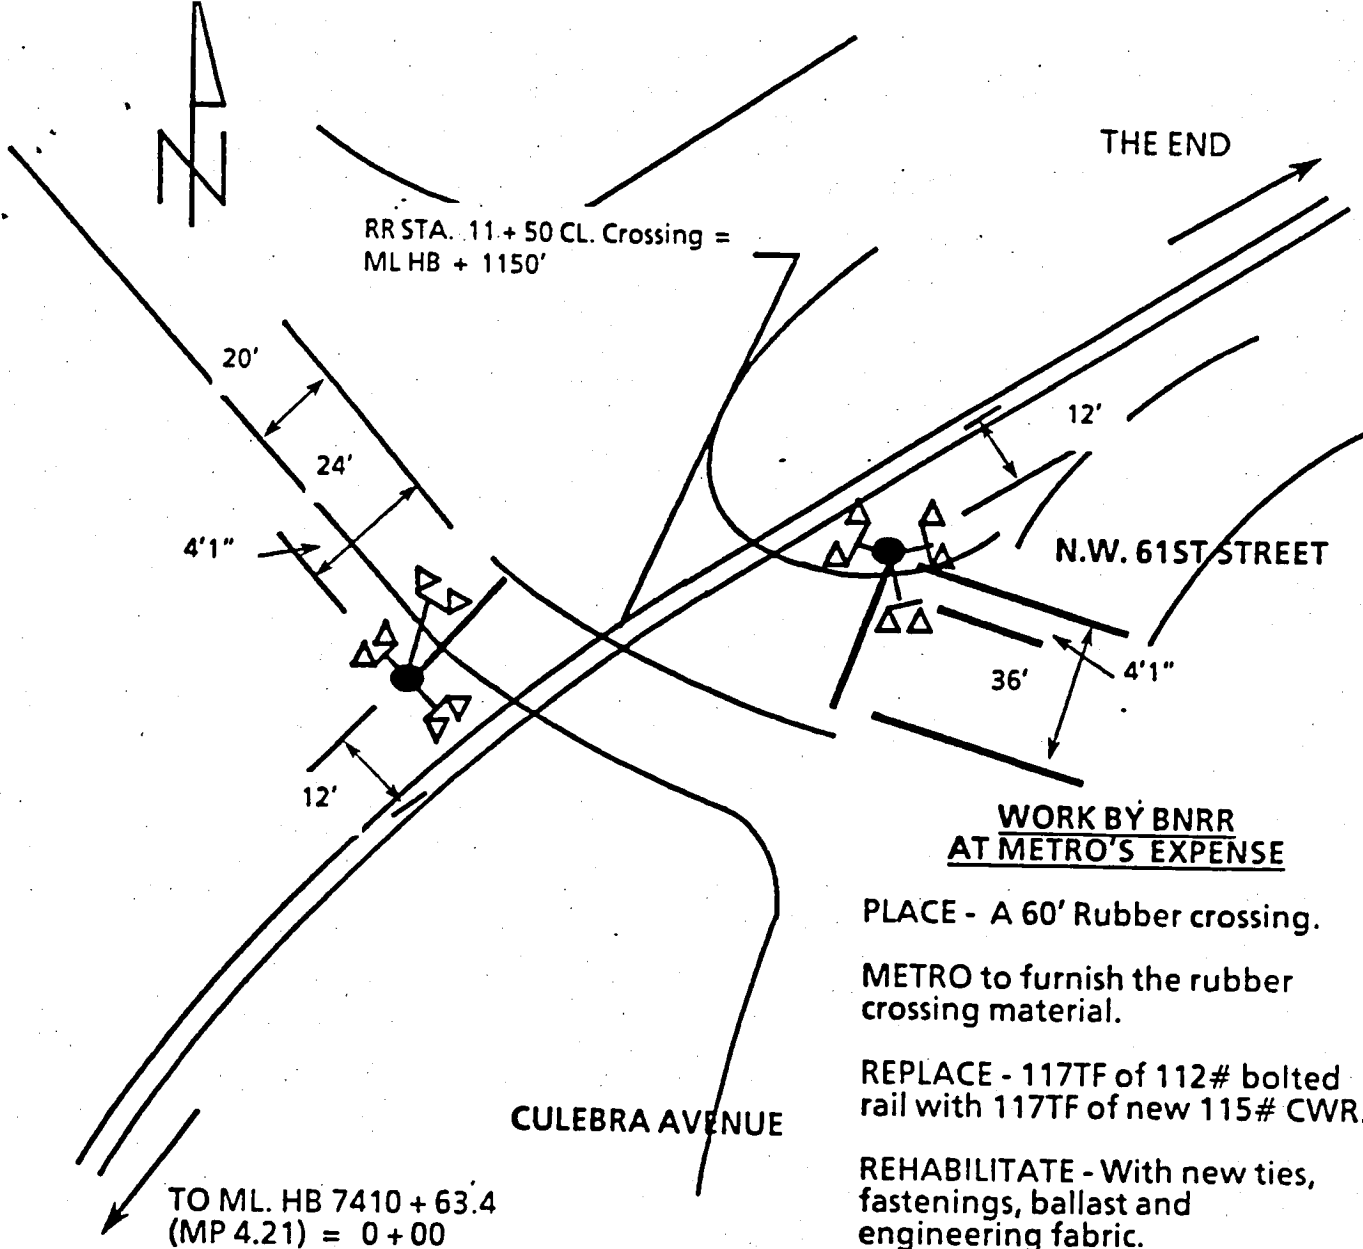 N
THE END
RR STA. 11 + 50 CL. Crossing =
ML HB + 1150'
20'
12'
24'
4'1"
N.W. 61ST STREET
4'1"
36'
12'
WORK BY BNRR
AT METRO'S EXPENSE
PLACE - A 60' Rubber crossing.
METRO to furnish the rubber
crossing material.
REPLACE - 117TF of 112# bolted
rail with 117TF of new 115# CWR.
CULEBRA AVENUE
REHABILITATE - With new ties,
fastenings, ballast and
engineering fabric.
TO ML. HB 7410 + 63.4
(MP 4.21) = 0 + 00